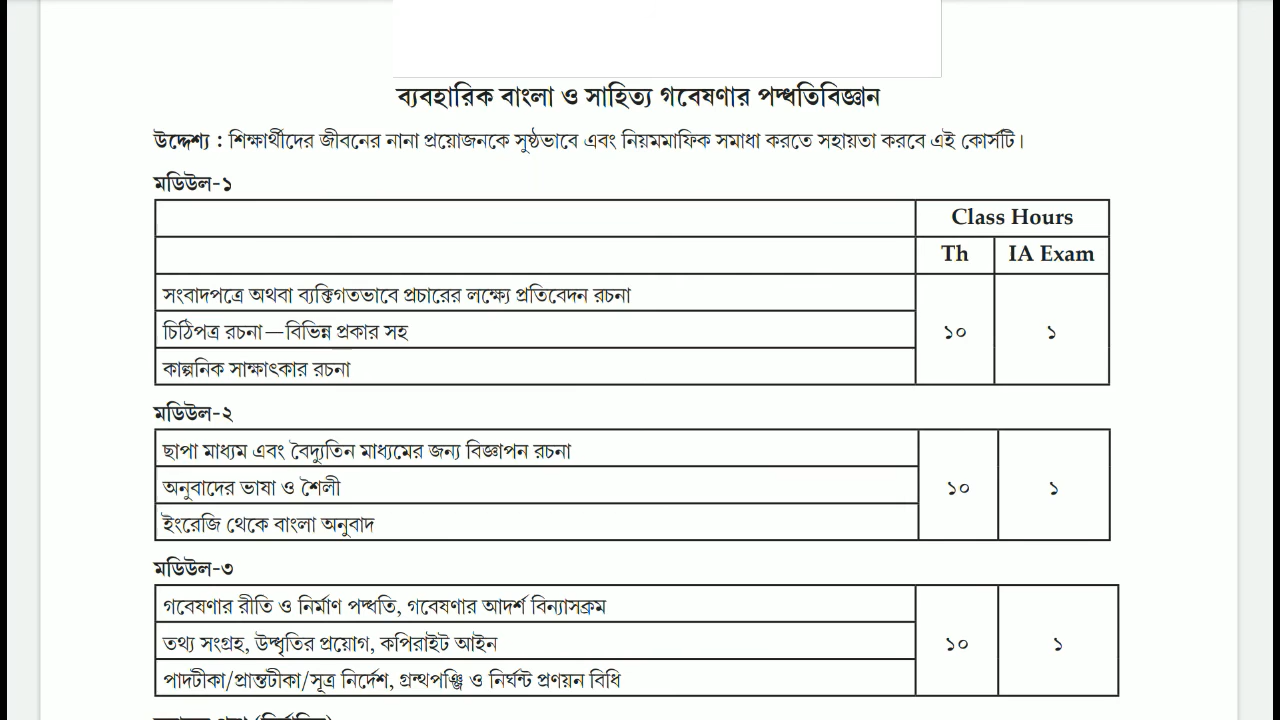 ব্যবহারিক বাংলা ও সাহিত্য গবেষণার পদ্ধতিবিজ্ঞান
উদ্দেশ্য : শিক্ষার্থীদের জীবনের নানা প্রয়োজনকে সুষ্ঠভাবে এবং নিয়মমাফিক সমাধা করতে সহায়তা করবে এই কোর্সটি।
মডিউল-১
Class Hours
Th IA Exam
সংবাদপত্রে অথবা ব্যক্তিগতভাবে প্রচারের লক্ষ্যে প্রতিবেদন রচনা
চিঠিপত্র রচনা—বিভিন্ন প্রকার সহ ১০ ১
কাল্পনিক সাক্ষাৎকার রচনা
মডিউল-২
ছাপা মাধ্যম এবং বৈদ্যুতিন মাধ্যমের জন্য বিজ্ঞাপন রচনা
অনুবাদের ভাষা ও শৈলী ১০ ১
ইংরেজি থেকে বাংলা অনুবাদ
মডিউল-৩
গবেষণার রীতি ও নির্মাণ পদ্ধতি, গবেষণার আদর্শ বিন্যাসক্রম
তথ্য সংগ্রহ, উদ্ধৃতির প্রয়োগ, কপিরাইট আইন ১০ ১
পাদটীকা/প্রান্তটীকা/সূত্র নির্দেশ, গ্রন্থপঞ্জি ও নির্ঘন্ট প্রণয়ন বিধি